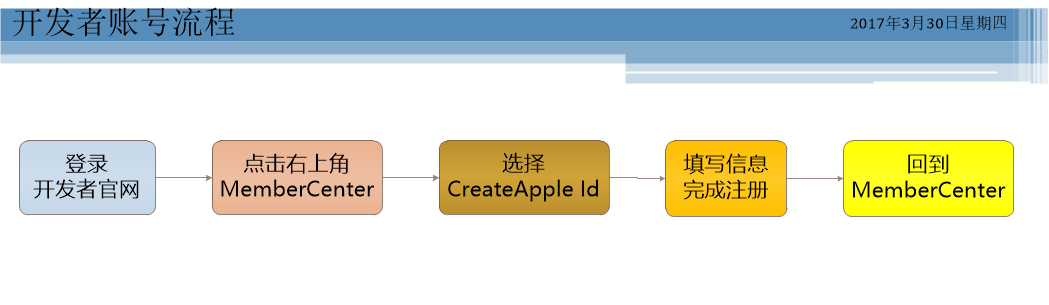 开发者账号流程
2017年3月30日星期四
登录
开发者官网
点击右上角
MemberCenter
选择
CreateApple Id
填写信息
完成注册
回到
MemberCenter